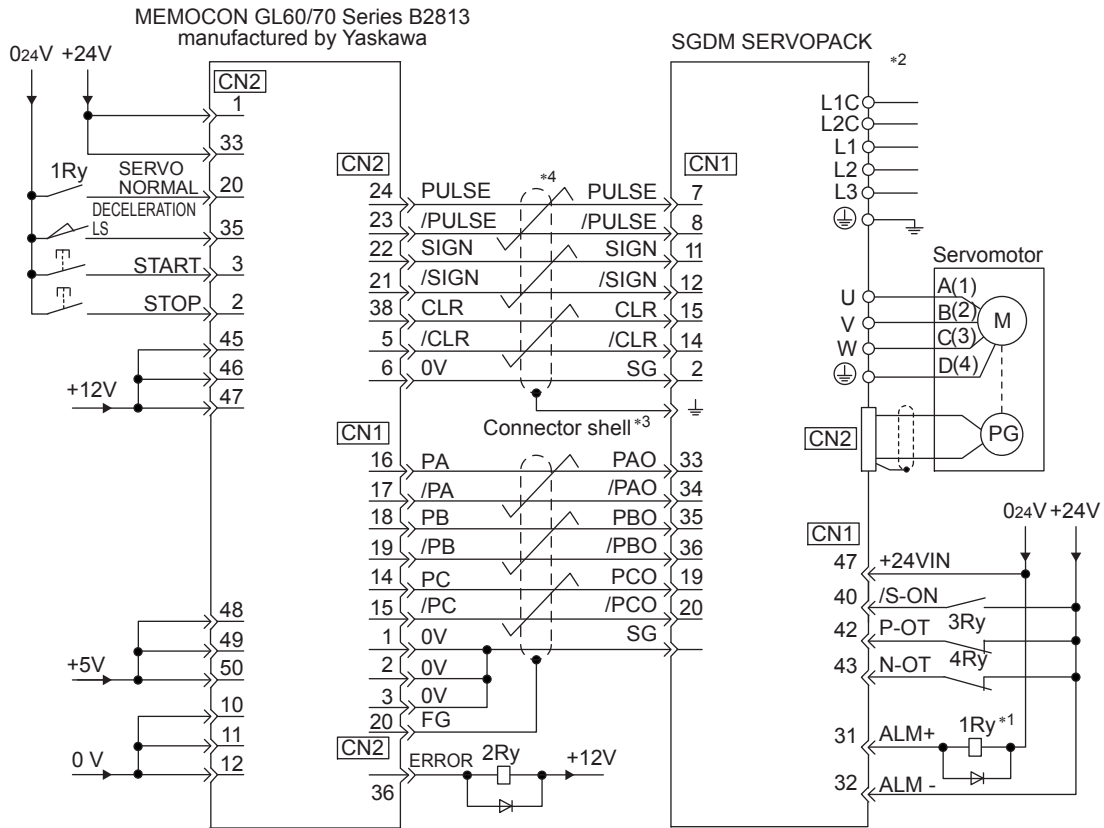 MEMOCON GL60/70 Series B2813
manufactured by Yaskawa
SGDM SERVOPACK
*2
024V +24V
CN2
1
33
1Ry SERVO NORMAL 20
DECELERATION LS 35
START 3
STOP 2
45
46
+12V 47
48
49
+5V 50
10
11
0 V 12
CN2
CN1
*4
24 PULSE PULSE 7
23 /PULSE /PULSE 8
22 SIGN SIGN 11
21 /SIGN /SIGN 12
38 CLR CLR 15
5 /CLR /CLR 14
6 0V SG 2
Connector shell *3
CN1
16 PA PAO 33
17 /PA /PAO 34
18 PB PBO 35
19 /PB /PBO 36
14 PC PCO 19
15 /PC /PCO 20
1 0V SG
2 0V
3 0V
20 FG
CN2
36 ERROR 2Ry +12V
L1C
L2C
L1
L2
L3
Servomotor
U A(1)
V B(2) M
W C(3)
D(4)
CN2 PG
024V +24V
CN1
47 +24VIN
40 /S-ON
3Ry
42 P-OT
4Ry
43 N-OT
31 ALM+ 1Ry *1
32 ALM -